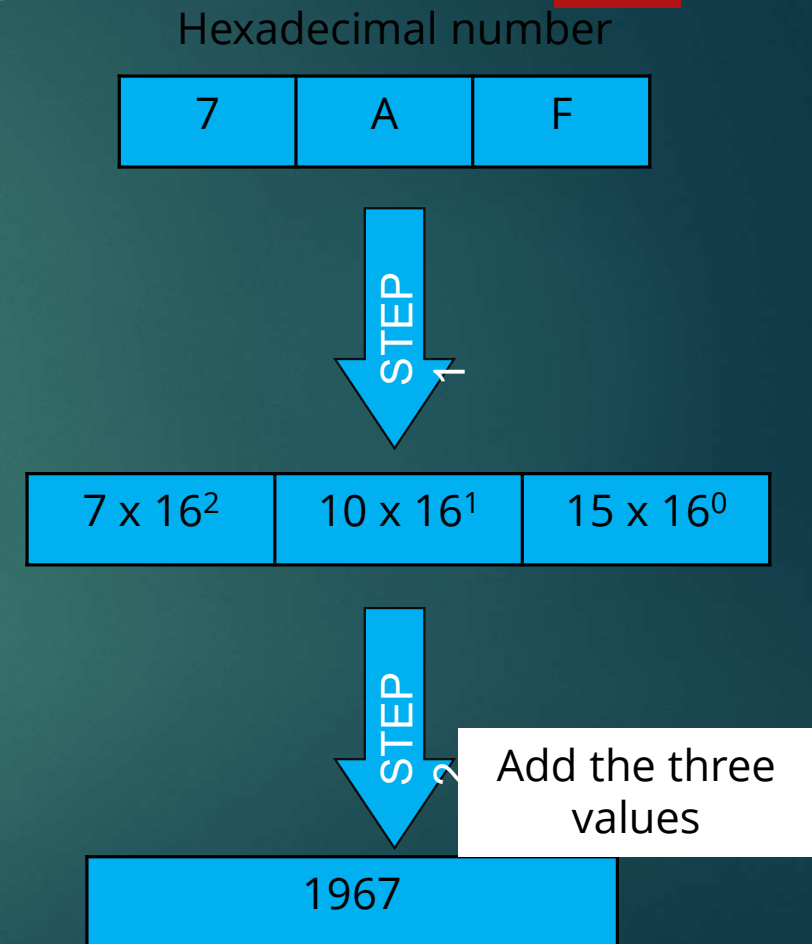 Hexadecimal number
7 A F
STEP
1
7 x 16² 10 x 16¹ 15 x 16⁰
STEP
2
Add the three
values
1967